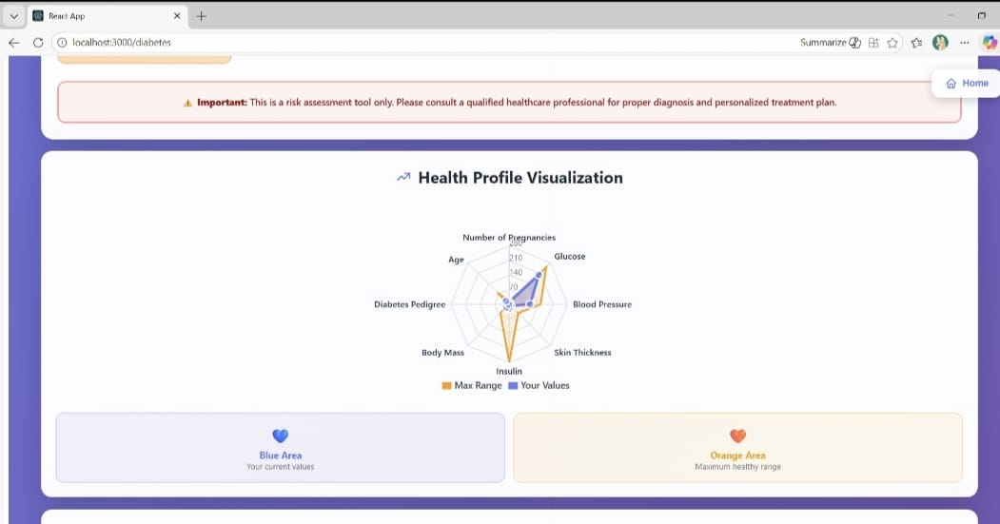 React App
localhost:3000/diabetes
Summarize
Home
Important: This is a risk assessment tool only. Please consult a qualified healthcare professional for proper diagnosis and personalized treatment plan.
Health Profile Visualization
Number of Pregnancies
280
Age
210
Glucose
140
70
Diabetes Pedigree
Blood Pressure
Body Mass
Skin Thickness
Insulin
Max Range
Your Values
Blue Area
Your current values
Orange Area
Maximum healthy range